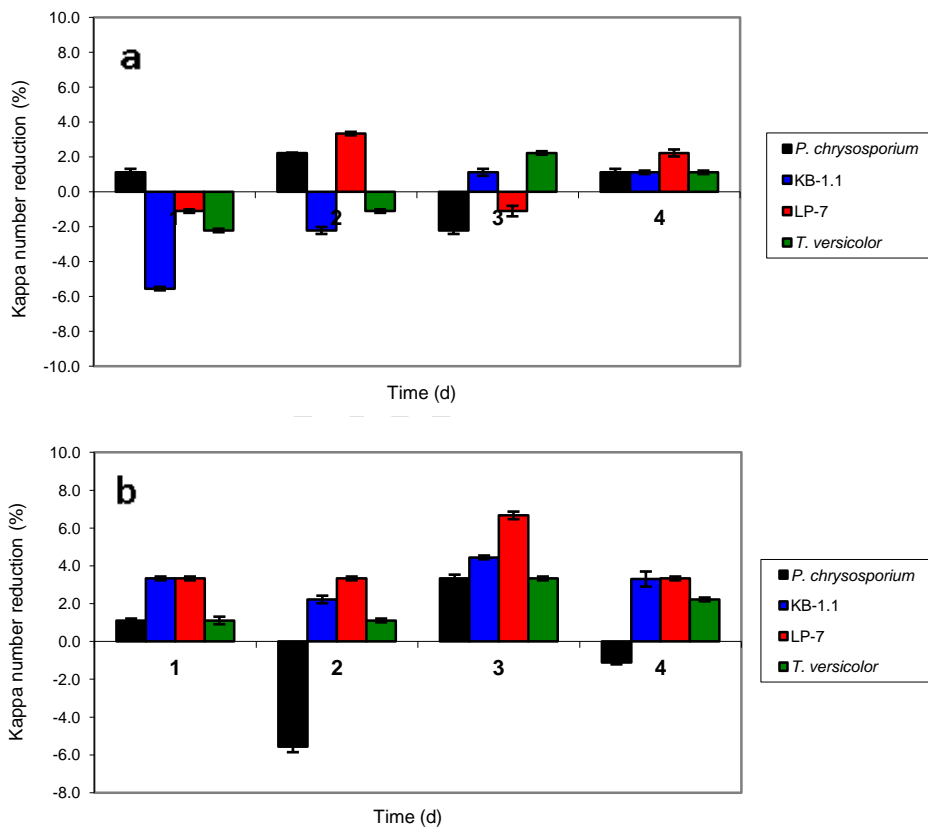 Kappa number reduction (%)
10.0
8.0
6.0
4.0
2.0
0.0
-2.0
-4.0
-6.0
-8.0
-10.0
a
1 2 3 4
Time (d)
P. chrysosporium
KB-1.1
LP-7
T. versicolor
Kappa number reduction (%)
10.0
8.0
6.0
4.0
2.0
0.0
-2.0
-4.0
-6.0
-8.0
b
1 2 3 4
Time (d)
P. chrysosporium
KB-1.1
LP-7
T. versicolor